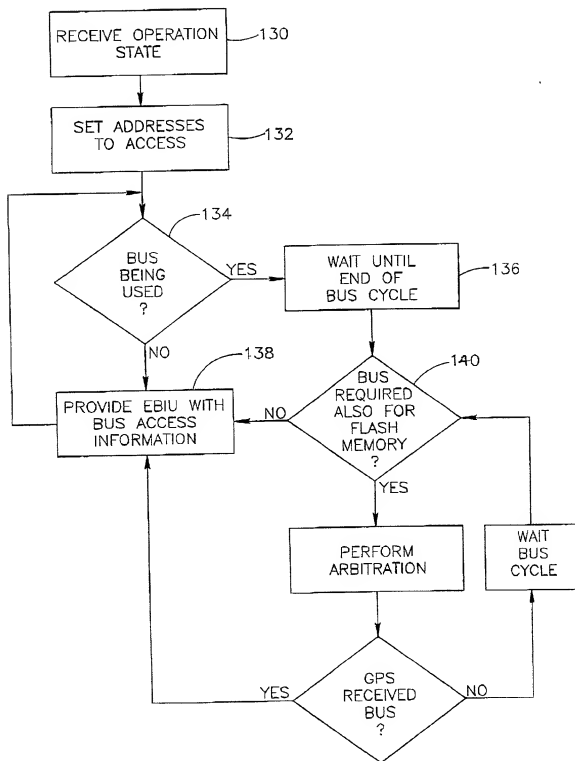 RECEIVE OPERATION
STATE
130
SET ADDRESSES
TO ACCESS
132
134
BUS
BEING
USED
?
YES
NO
WAIT UNTIL
END OF
BUS CYCLE
136
138
PROVIDE EBIU WITH
BUS ACCESS
INFORMATION
140
BUS
REQUIRED
ALSO FOR
FLASH
MEMORY
?
NO
YES
PERFORM
ARBITRATION
WAIT
BUS
CYCLE
GPS
RECEIVED
BUS
?
YES
NO